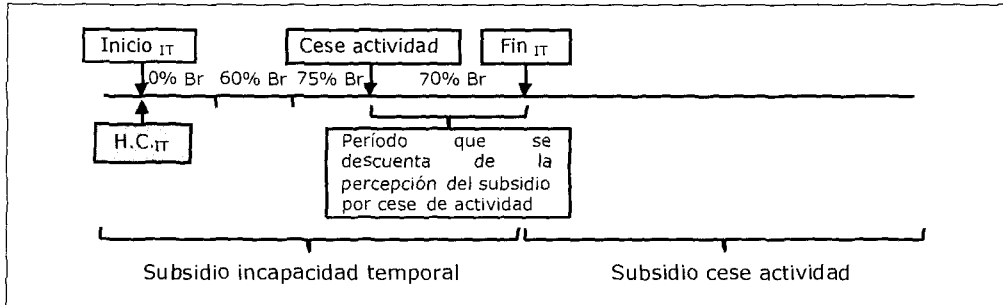 Inicio IT
Cese actividad
Fin IT
0% Br 60% Br 75% Br 70% Br
H.C.IT
Período que se
descuenta de la
percepción del subsidio
por cese de actividad
Subsidio incapacidad temporal
Subsidio cese actividad